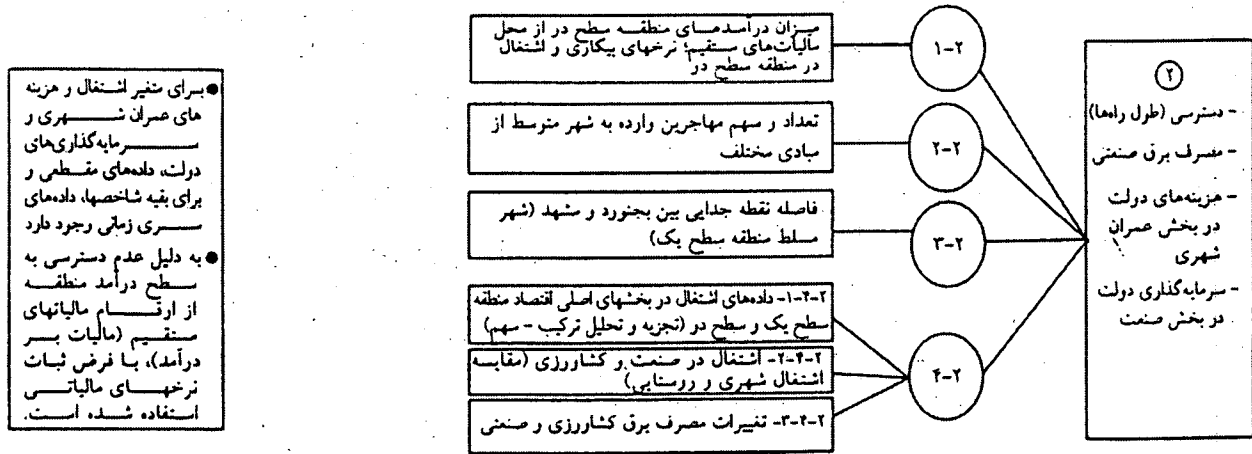 ②
- دسترسی (طول راهها)
- مصرف برق صنعتی
- هزینه‌های دولت
در بخش عمران
شهری
- سرمایه‌گذاری دولت
در بخش صنعت
۱-۲
میزان درآمدهای منطقه سطح دو از محل
مالیات‌های مستقیم؛ نرخهای بیکاری و اشتغال
در منطقه سطح دو
۲-۲
تعداد و سهم مهاجرین وارده به شهر متوسط از
مبادی مختلف
۳-۲
فاصله نقطه جدایی بین بجنورد و مشهد (شهر
مسلط منطقه سطح یک)
۴-۲
۱-۴-۲- داده‌های اشتغال در بخشهای اصلی اقتصاد منطقه
سطح یک و سطح دو (تجزیه و تحلیل ترکیب - سهم)
۲-۴-۲- اشتغال در صنعت و کشاورزی (مقایسه
اشتغال شهری و روستایی)
۳-۴-۲- تغییرات مصرف برق کشاورزی و صنعتی
● برای متغیر اشتغال و هزینه
های عمران شهری و
سرمایه‌گذاری‌های
دولت، داده‌های مقطعی و
برای بقیه شاخصها، داده‌های
سری زمانی وجود دارد
● به دلیل عدم دسترسی به
سطح درآمد منطقه
از ارقام مالیاتهای
مستقیم (مالیات بر
درآمد)، با فرض ثبات
نرخهای مالیاتی
استفاده شده است.